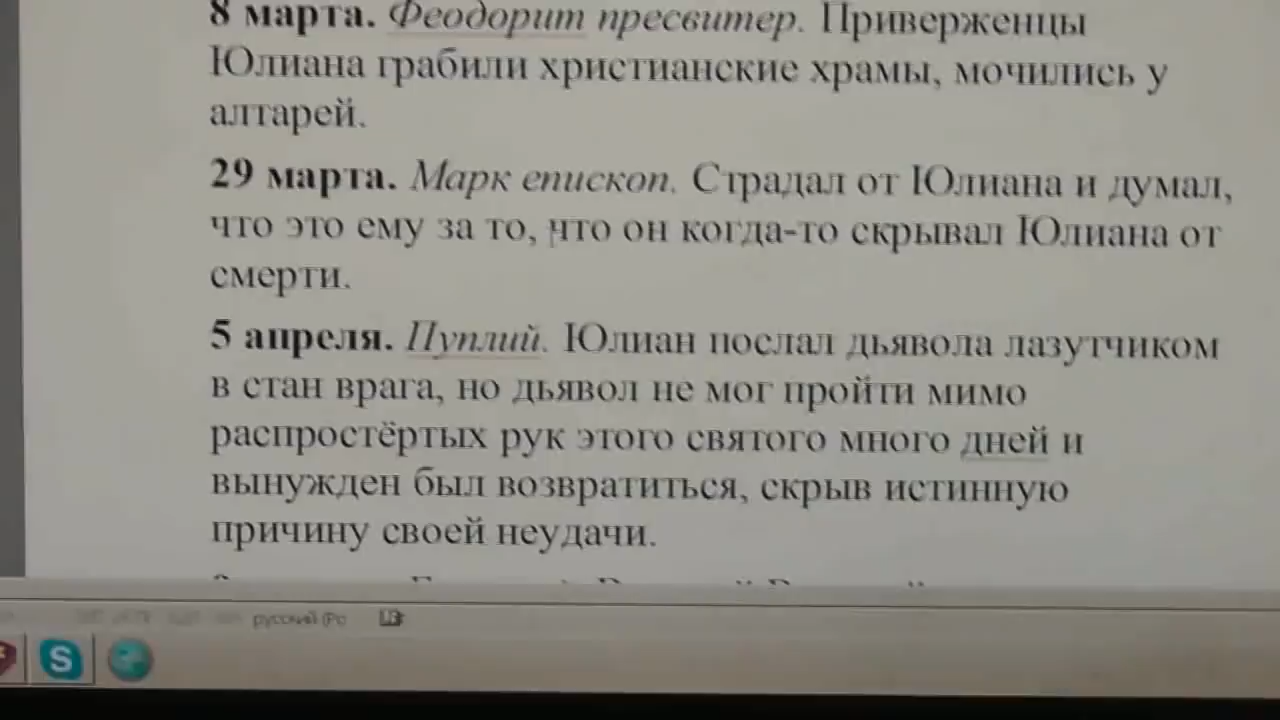 8 марта. Феодорит пресвитер. Приверженцы
Юлиана грабили христианские храмы, мочились у
алтарей.
29 марта. Марк епископ. Страдал от Юлиана и думал,
что это ему за то, что он когда-то скрывал Юлиана от
смерти.
5 апреля. Пуплий. Юлиан послал дьявола лазутчиком
в стан врага, но дьявол не мог пройти мимо
распростёртых рук этого святого много дней и
вынужден был возвратиться, скрыв истинную
причину своей неудачи.
русский (Ро
S